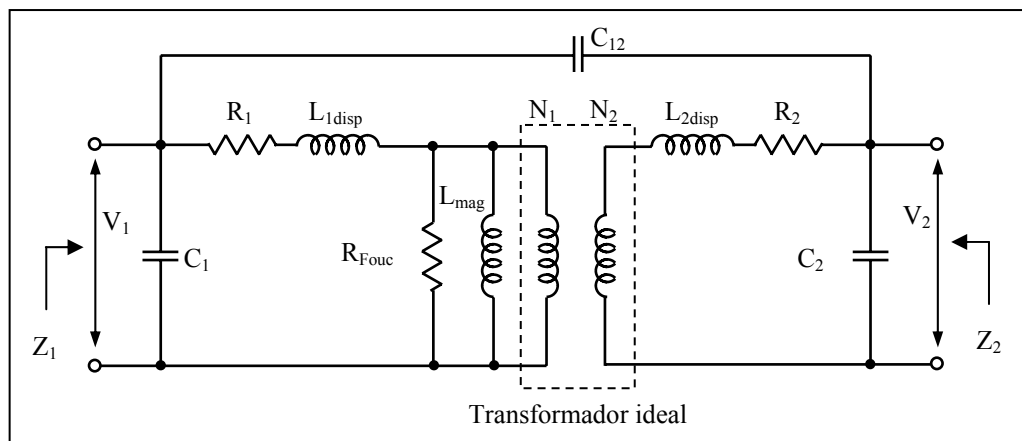 C12
R1
L1disp
N1
N2
L2disp
R2
Lmag
V1
V2
RFouc
C1
C2
Z1
Z2
Transformador ideal